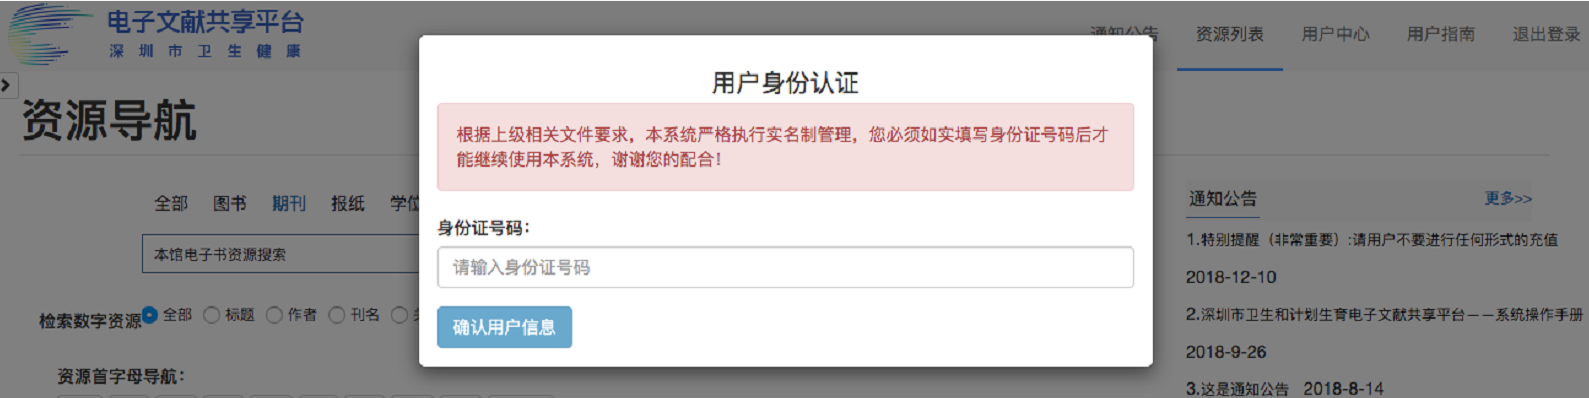 电子文献共享平台
深圳市卫生健康
通知公告
资源列表
用户中心
用户指南
退出登录
资源导航
用户身份认证
根据上级相关文件要求，本系统严格执行实名制管理，您必须如实填写身份证号码后才
能继续使用本系统，谢谢您的配合！
身份证号码：
请输入身份证号码
确认用户信息
全部 图书 期刊 报纸 学位
本馆电子书资源搜索
检索数字资源 全部 标题 作者 刊名
资源首字母导航：
通知公告 更多>>
1.特别提醒（非常重要）:请用户不要进行任何形式的充值
2018-12-10
2.深圳市卫生和计划生育电子文献共享平台——系统操作手册
2018-9-26
3.这是通知公告 2018-8-14